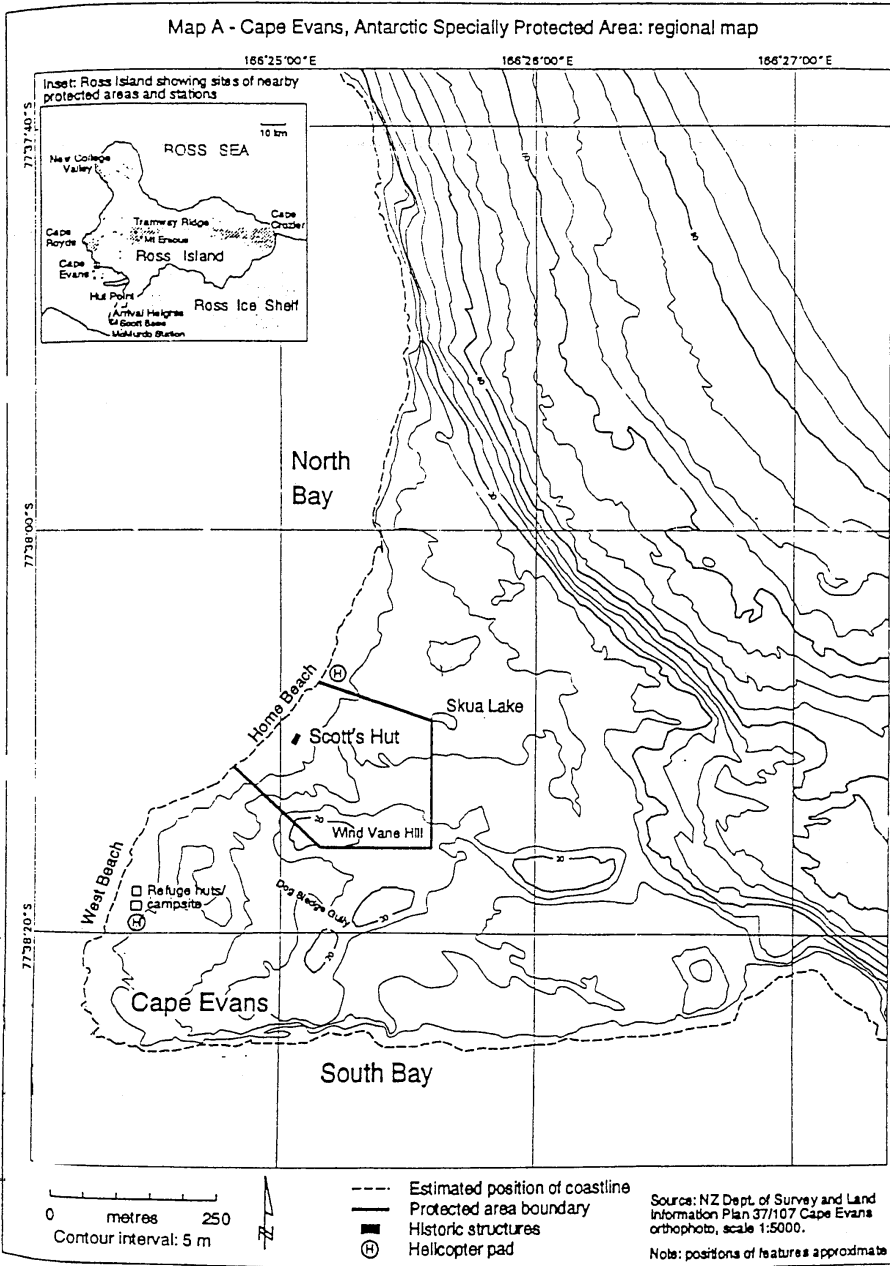 Map A - Cape Evans, Antarctic Specially Protected Area: regional map
166°25'00"E
166°26'00"E
166°27'00"E
Inset: Ross Island showing sites of nearby
protected areas and stations
10 km
ROSS SEA
New College
Valley
Tramway Ridge
Cape
Crozier
Cape
Royds
Mt Erebus
Ross Island
Cape
Evans
Hut Point
Ross Ice Shelf
Arrival Heights
Scott Base
McMurdo Station
77°37'40"S
North
Bay
77°38'00"S
Home Beach
H
Skua Lake
Scott's Hut
Wind Vane Hill
West Beach
Refuge huts/
campsite
H
Dog Sledge Gully
77°38'20"S
Cape Evans
South Bay
0 metres 250
Contour interval: 5 m
N
Estimated position of coastline
Protected area boundary
Historic structures
H Helicopter pad
Source: NZ Dept. of Survey and Land
Information Plan 37/107 Cape Evans
orthophoto, scale 1:5000.
Note: positions of features approximate